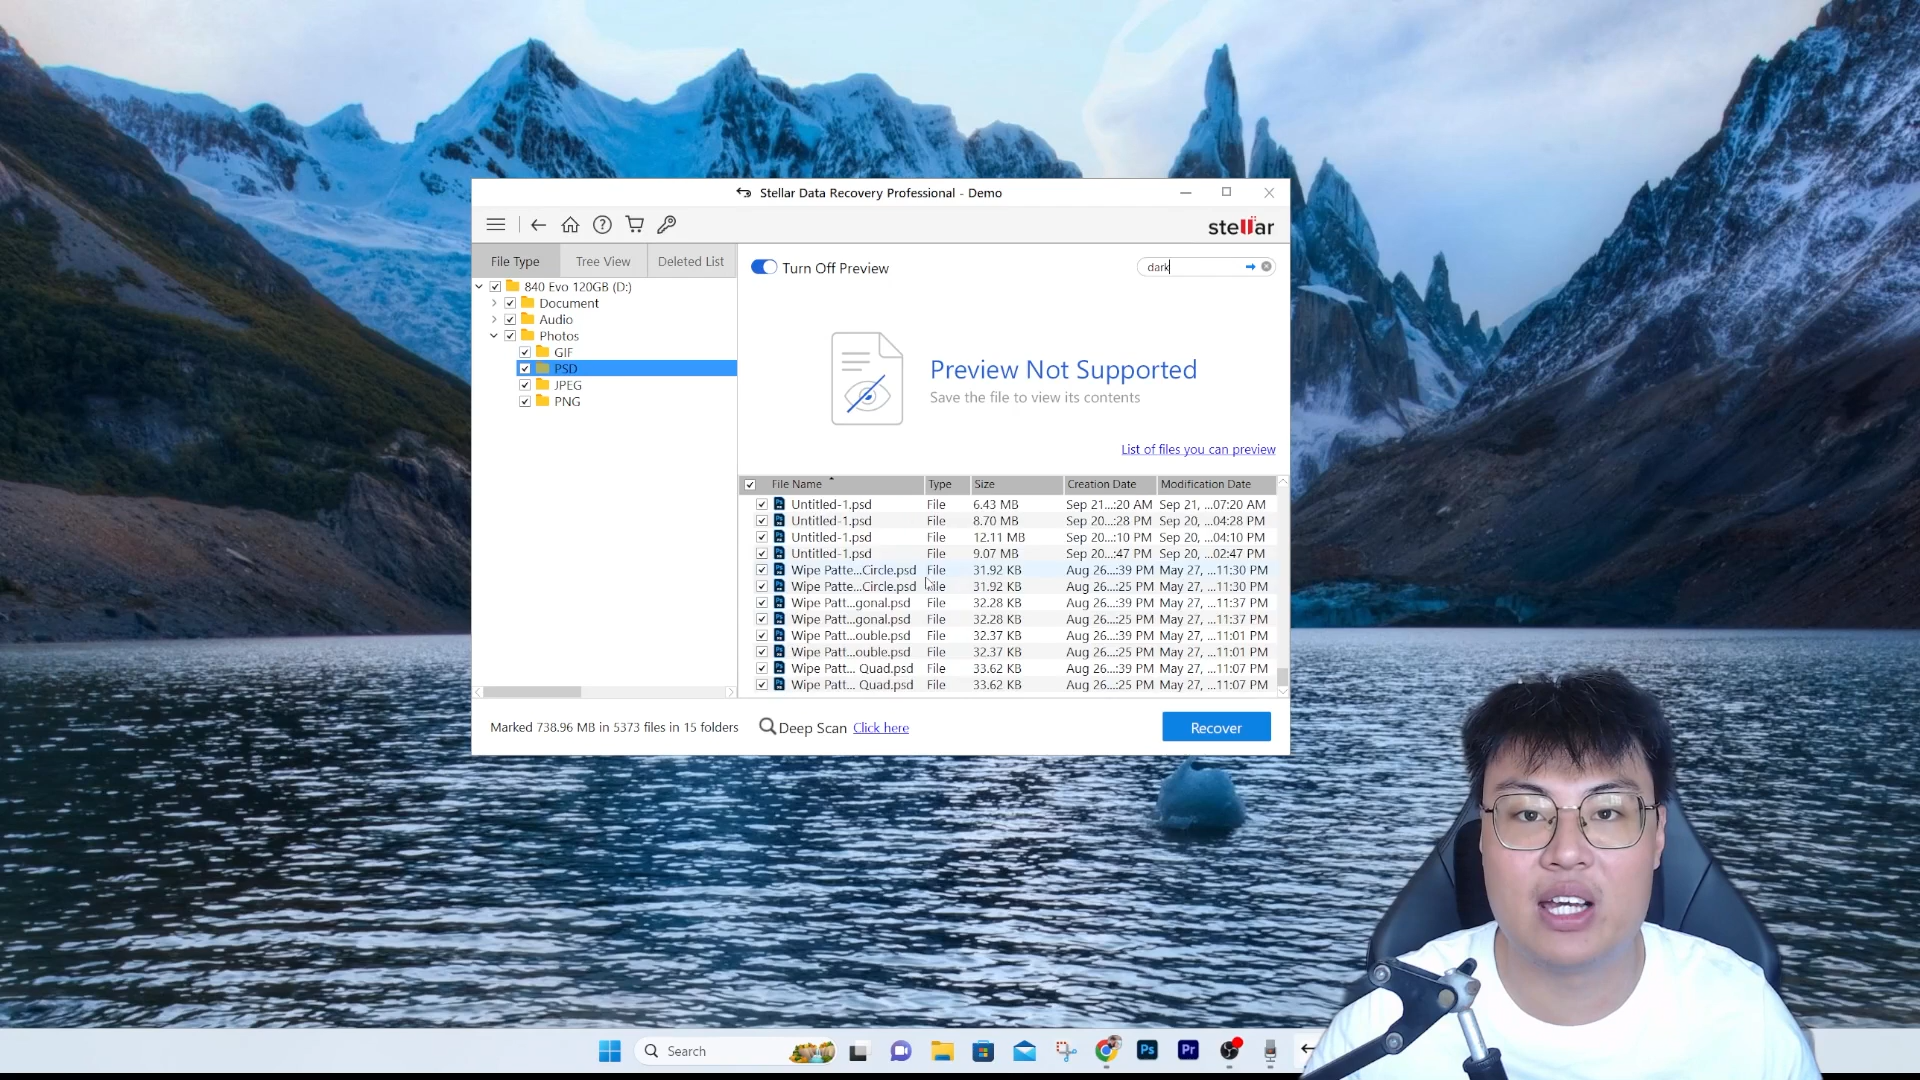 Stellar Data Recovery Professional - Demo
stellar
File Type Tree View Deleted List
Turn Off Preview
dark
840 Evo 120GB (D:)
Document
Audio
Photos
GIF
PSD
JPEG
PNG
Preview Not Supported
Save the file to view its contents
List of files you can preview
File Name Type Size Creation Date Modification Date
Untitled-1.psd File 6.43 MB Sep 21...:20 AM Sep 21, ...07:20 AM
Untitled-1.psd File 8.70 MB Sep 20...:28 PM Sep 20, ...04:28 PM
Untitled-1.psd File 12.11 MB Sep 20...:10 PM Sep 20, ...04:10 PM
Untitled-1.psd File 9.07 MB Sep 20...:47 PM Sep 20, ...02:47 PM
Wipe Patte...Circle.psd File 31.92 KB Aug 26...:39 PM May 27, ...11:30 PM
Wipe Patte...Circle.psd File 31.92 KB Aug 26...:25 PM May 27, ...11:30 PM
Wipe Patt...gonal.psd File 32.28 KB Aug 26...:39 PM May 27, ...11:37 PM
Wipe Patt...gonal.psd File 32.28 KB Aug 26...:25 PM May 27, ...11:37 PM
Wipe Patt...ouble.psd File 32.37 KB Aug 26...:39 PM May 27, ...11:01 PM
Wipe Patt...ouble.psd File 32.37 KB Aug 26...:25 PM May 27, ...11:01 PM
Wipe Patt... Quad.psd File 33.62 KB Aug 26...:39 PM May 27, ...11:07 PM
Wipe Patt... Quad.psd File 33.62 KB Aug 26...:25 PM May 27, ...11:07 PM
Marked 738.96 MB in 5373 files in 15 folders
Deep Scan Click here
Recover
Search
Ps
Pr